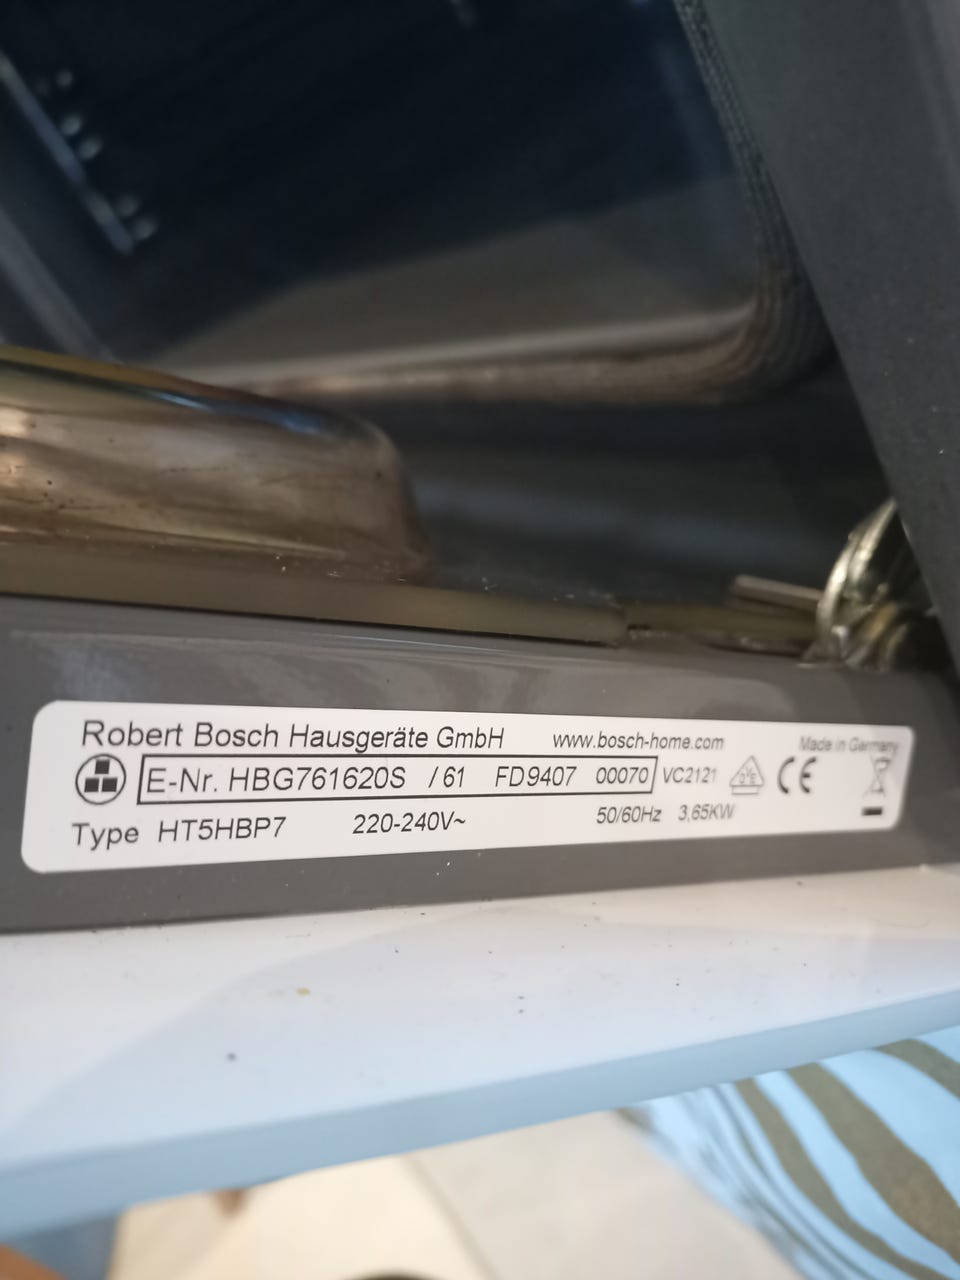 Robert Bosch Hausgeräte GmbH www.bosch-home.com Made in Germany
E-Nr. HBG761620S /61 FD9407 00070 VC2121 CE
Type HT5HBP7 220-240V~ 50/60Hz 3,65KW